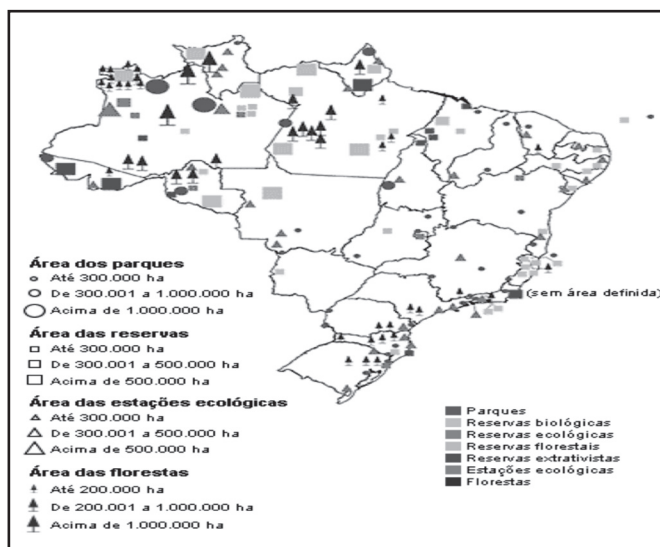 (sem área definida)
Área dos parques
Até 300.000 ha
De 300.001 a 1.000.000 ha
Acima de 1.000.000 ha
Área das reservas
Até 300.000 ha
De 300.001 a 500.000 ha
Acima de 500.000 ha
Área das estações ecológicas
Até 300.000 ha
De 300.001 a 500.000 ha
Acima de 500.000 ha
Área das florestas
Até 200.000 ha
De 200.001 a 1.000.000 ha
Acima de 1.000.000 ha
Parques
Reservas biológicas
Reservas ecológicas
Reservas florestais
Reservas extrativistas
Estações ecológicas
Florestas